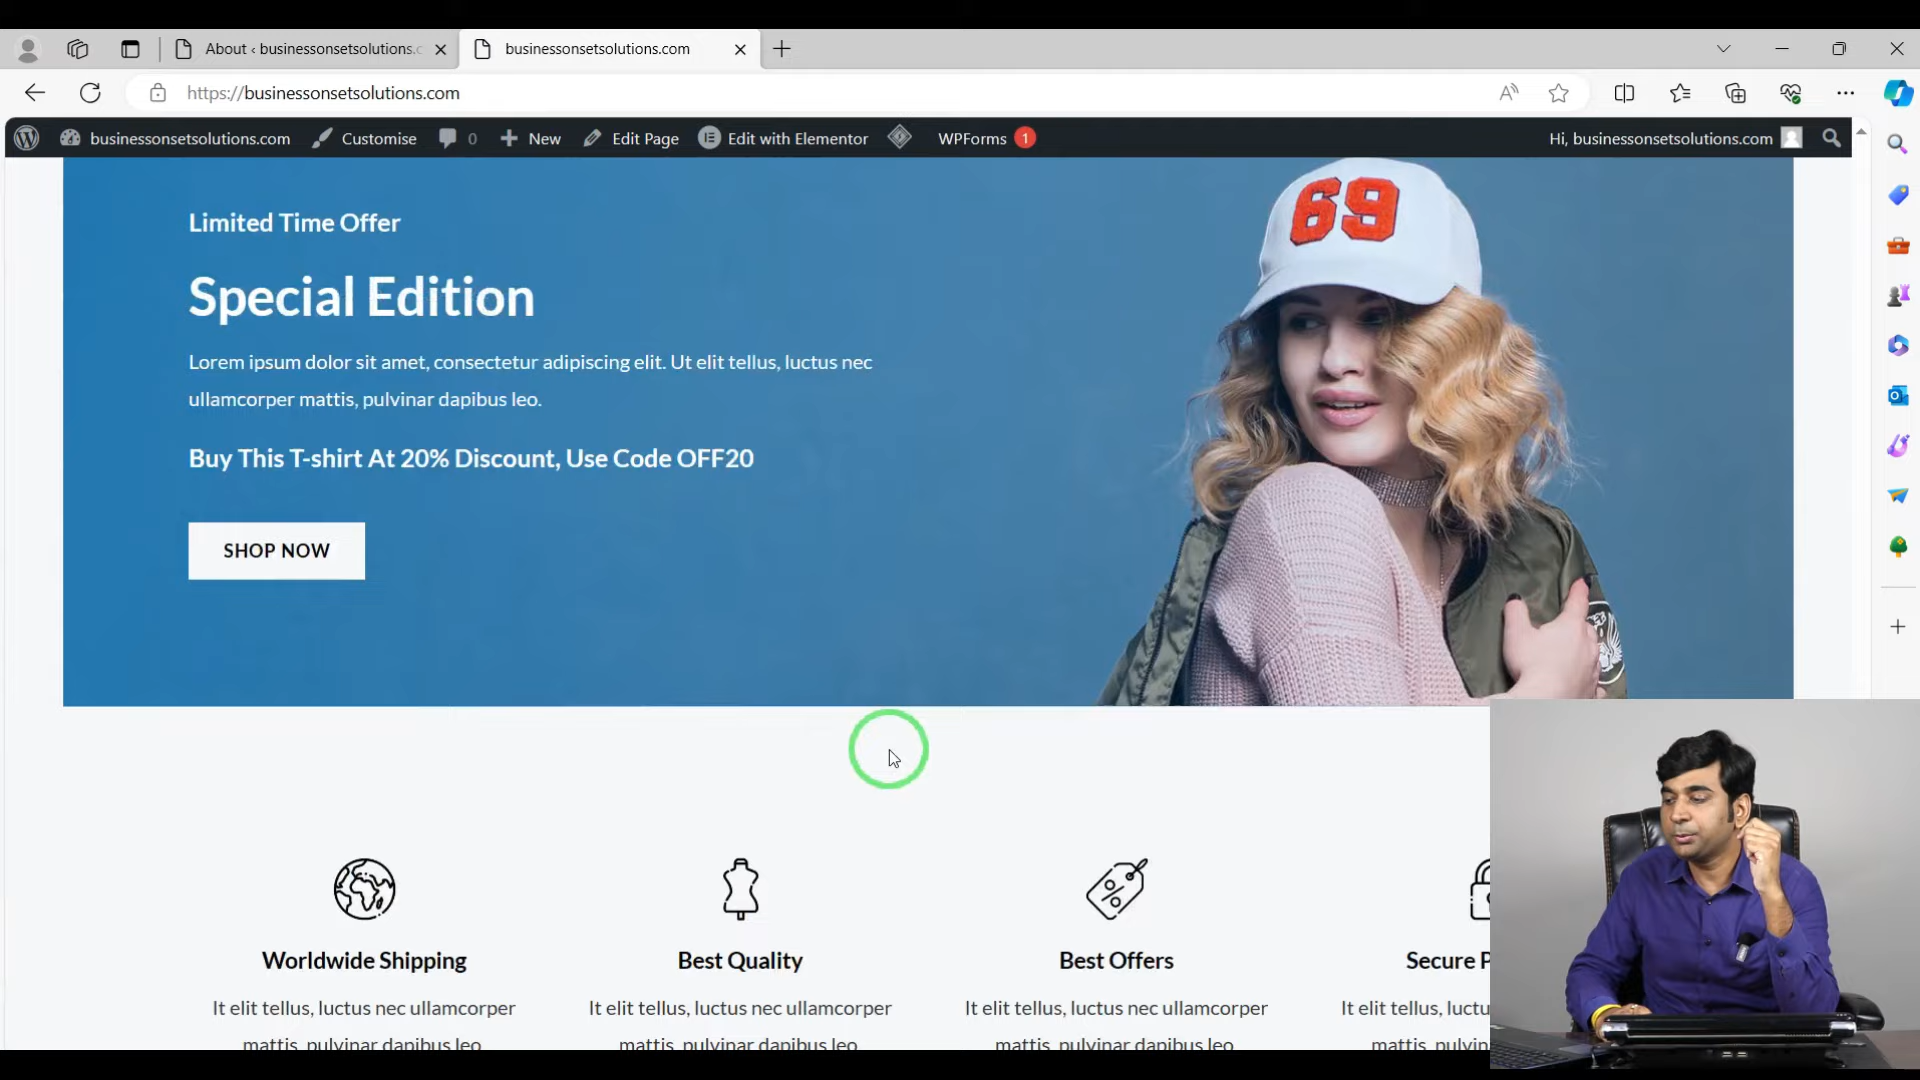 About ‹ businessonsetsolutions.c
businessonsetsolutions.com
https://businessonsetsolutions.com
businessonsetsolutions.com Customise 0 New Edit Page Edit with Elementor WPForms 1 Hi, businessonsetsolutions.com
69
Limited Time Offer
Special Edition
Lorem ipsum dolor sit amet, consectetur adipiscing elit. Ut elit tellus, luctus nec
ullamcorper mattis, pulvinar dapibus leo.
Buy This T-shirt At 20% Discount, Use Code OFF20
SHOP NOW
Worldwide Shipping
It elit tellus, luctus nec ullamcorper
mattis, pulvinar dapibus leo
Best Quality
It elit tellus, luctus nec ullamcorper
mattis, pulvinar dapibus leo
Best Offers
It elit tellus, luctus nec ullamcorper
mattis, pulvinar dapibus leo
Secure P
It elit tellus, luctu
mattis, pulvin